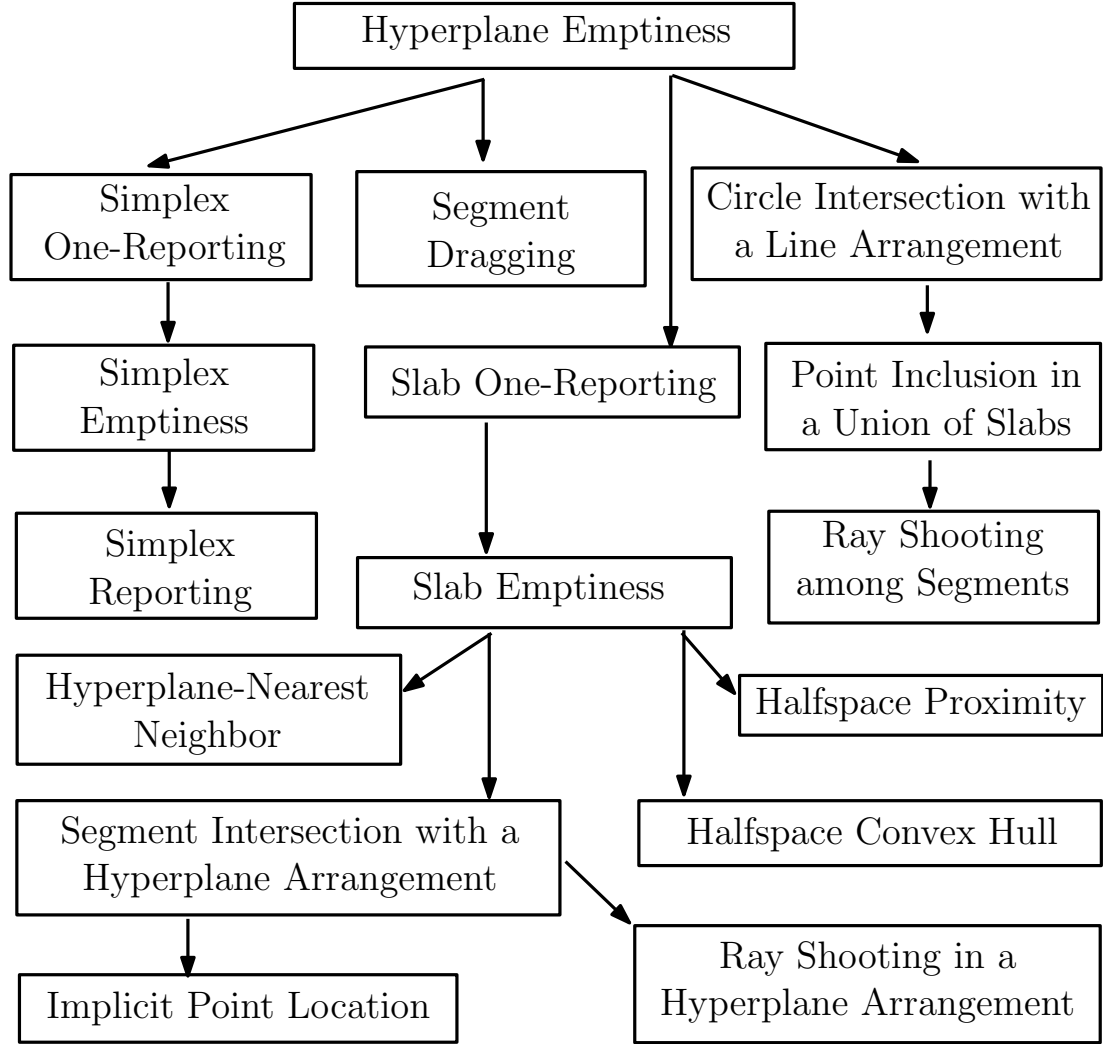 Hyperplane Emptiness
Simplex
One-Reporting
Segment
Dragging
Circle Intersection with
a Line Arrangement
Simplex
Emptiness
Slab One-Reporting
Point Inclusion in
a Union of Slabs
Simplex
Reporting
Slab Emptiness
Ray Shooting
among Segments
Hyperplane-Nearest
Neighbor
Halfspace Proximity
Segment Intersection with a
Hyperplane Arrangement
Halfspace Convex Hull
Implicit Point Location
Ray Shooting in a
Hyperplane Arrangement